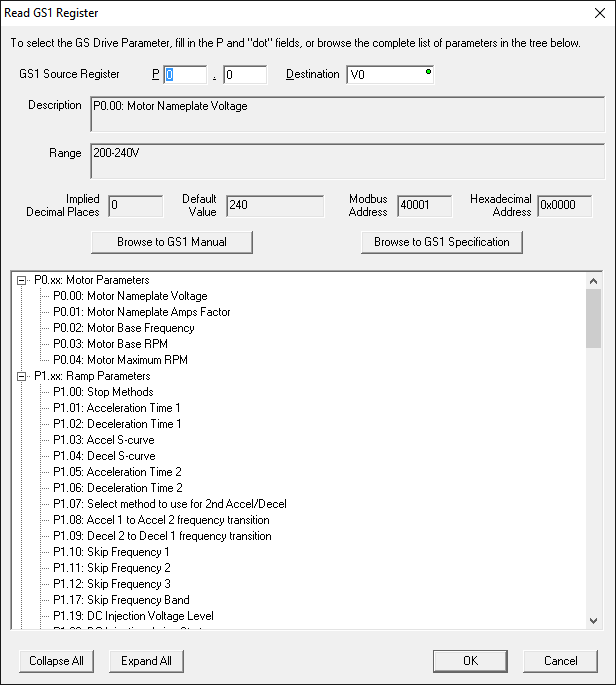 Read GS1 Register
To select the GS Drive Parameter, fill in the P and "dot" fields, or browse the complete list of parameters in the tree below.
GS1 Source Register P 0 . 0 Destination V0
Description P0.00: Motor Nameplate Voltage
Range 200-240V
Implied Decimal Places 0 Default Value 240 Modbus Address 40001 Hexadecimal Address 0x0000
Browse to GS1 Manual Browse to GS1 Specification
P0.xx: Motor Parameters
P0.00: Motor Nameplate Voltage
P0.01: Motor Nameplate Amps Factor
P0.02: Motor Base Frequency
P0.03: Motor Base RPM
P0.04: Motor Maximum RPM
P1.xx: Ramp Parameters
P1.00: Stop Methods
P1.01: Acceleration Time 1
P1.02: Deceleration Time 1
P1.03: Accel S-curve
P1.04: Decel S-curve
P1.05: Acceleration Time 2
P1.06: Deceleration Time 2
P1.07: Select method to use for 2nd Accel/Decel
P1.08: Accel 1 to Accel 2 frequency transition
P1.09: Decel 2 to Decel 1 frequency transition
P1.10: Skip Frequency 1
P1.11: Skip Frequency 2
P1.12: Skip Frequency 3
P1.17: Skip Frequency Band
P1.19: DC Injection Voltage Level
Collapse All Expand All OK Cancel